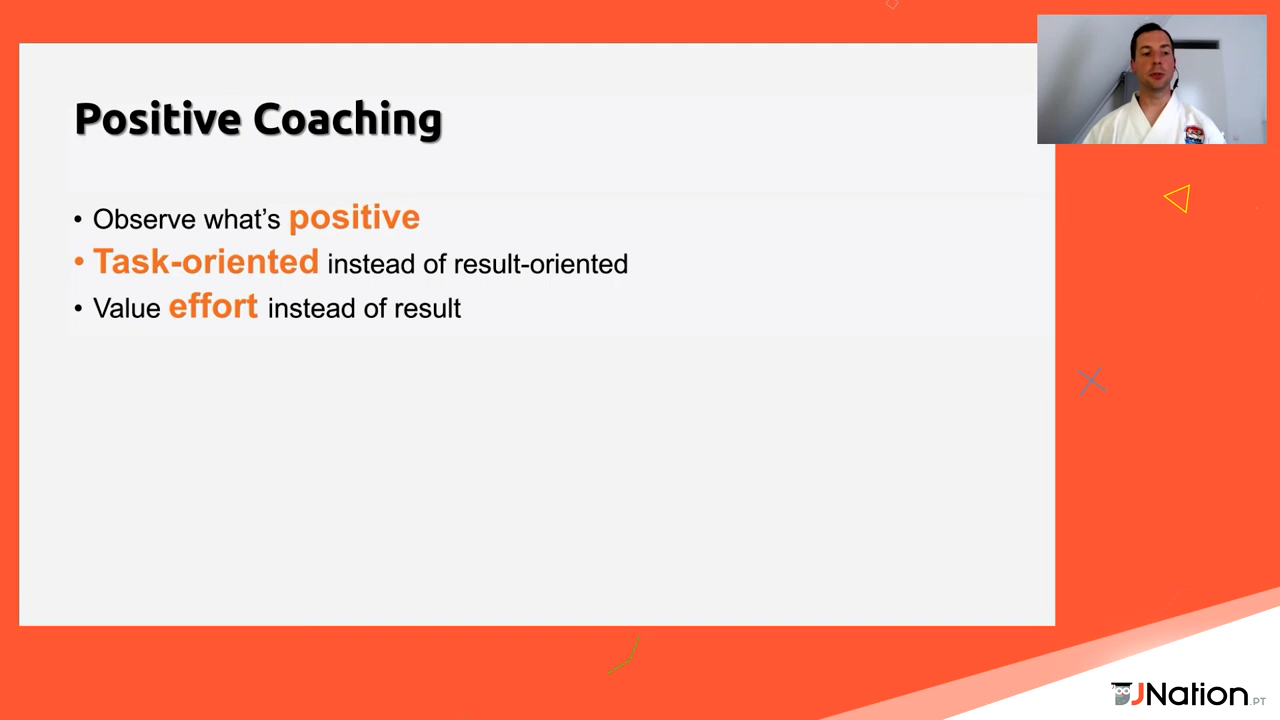 Positive Coaching
• Observe what’s positive
• Task-oriented instead of result-oriented
• Value effort instead of result
JNation.PT